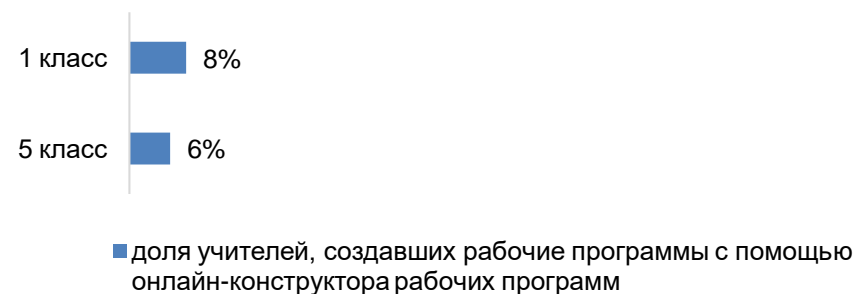 1 класс 8%
5 класс 6%
доля учителей, создавших рабочие программы с помощью
онлайн-конструктора рабочих программ